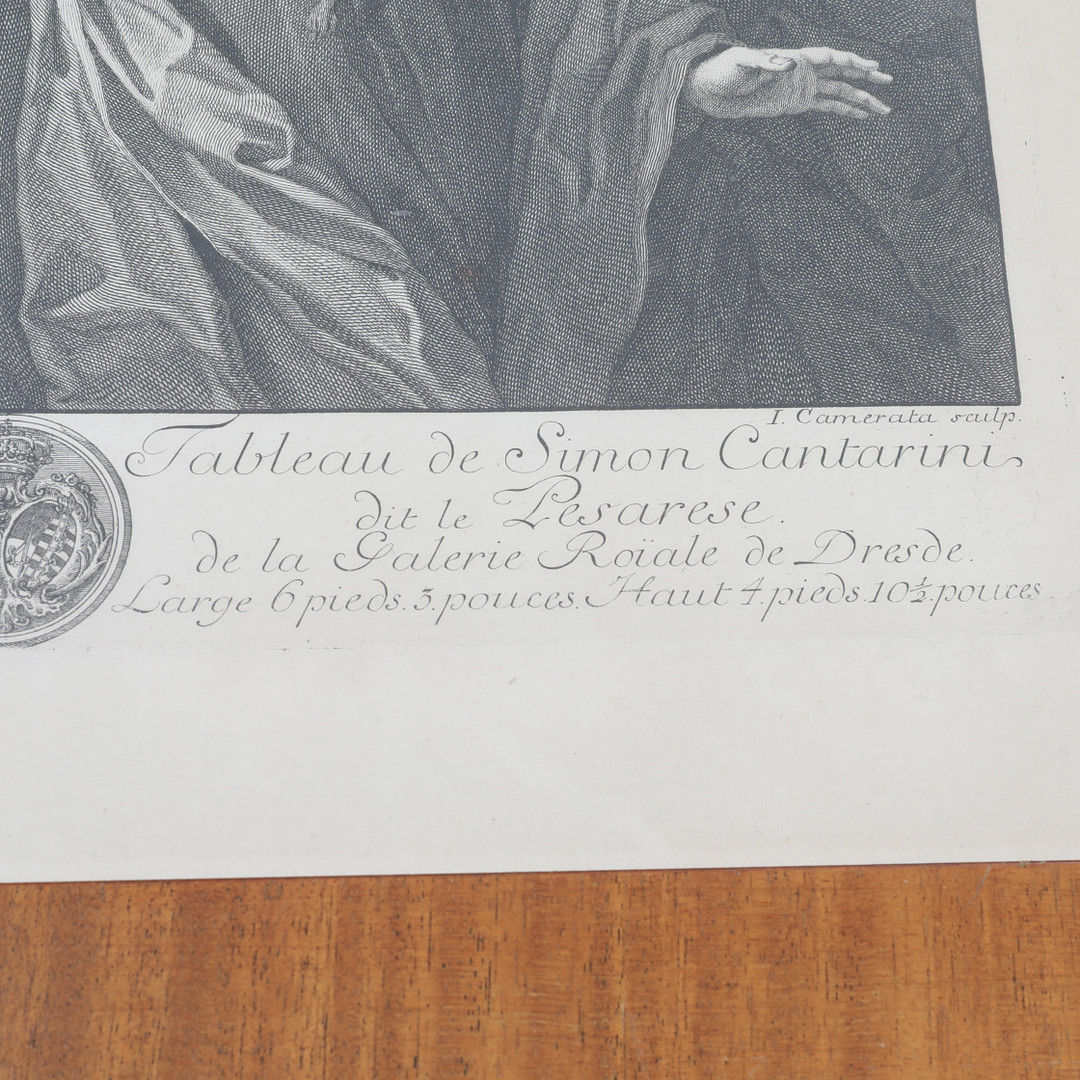 I. Camerata sculp.
Tableau de Simon Cantarini
dit le Pesarese.
de la Galerie Roïale de Dresde.
Large 6 pieds. 3. pouces. Haut 4. pieds. 10½. pouces